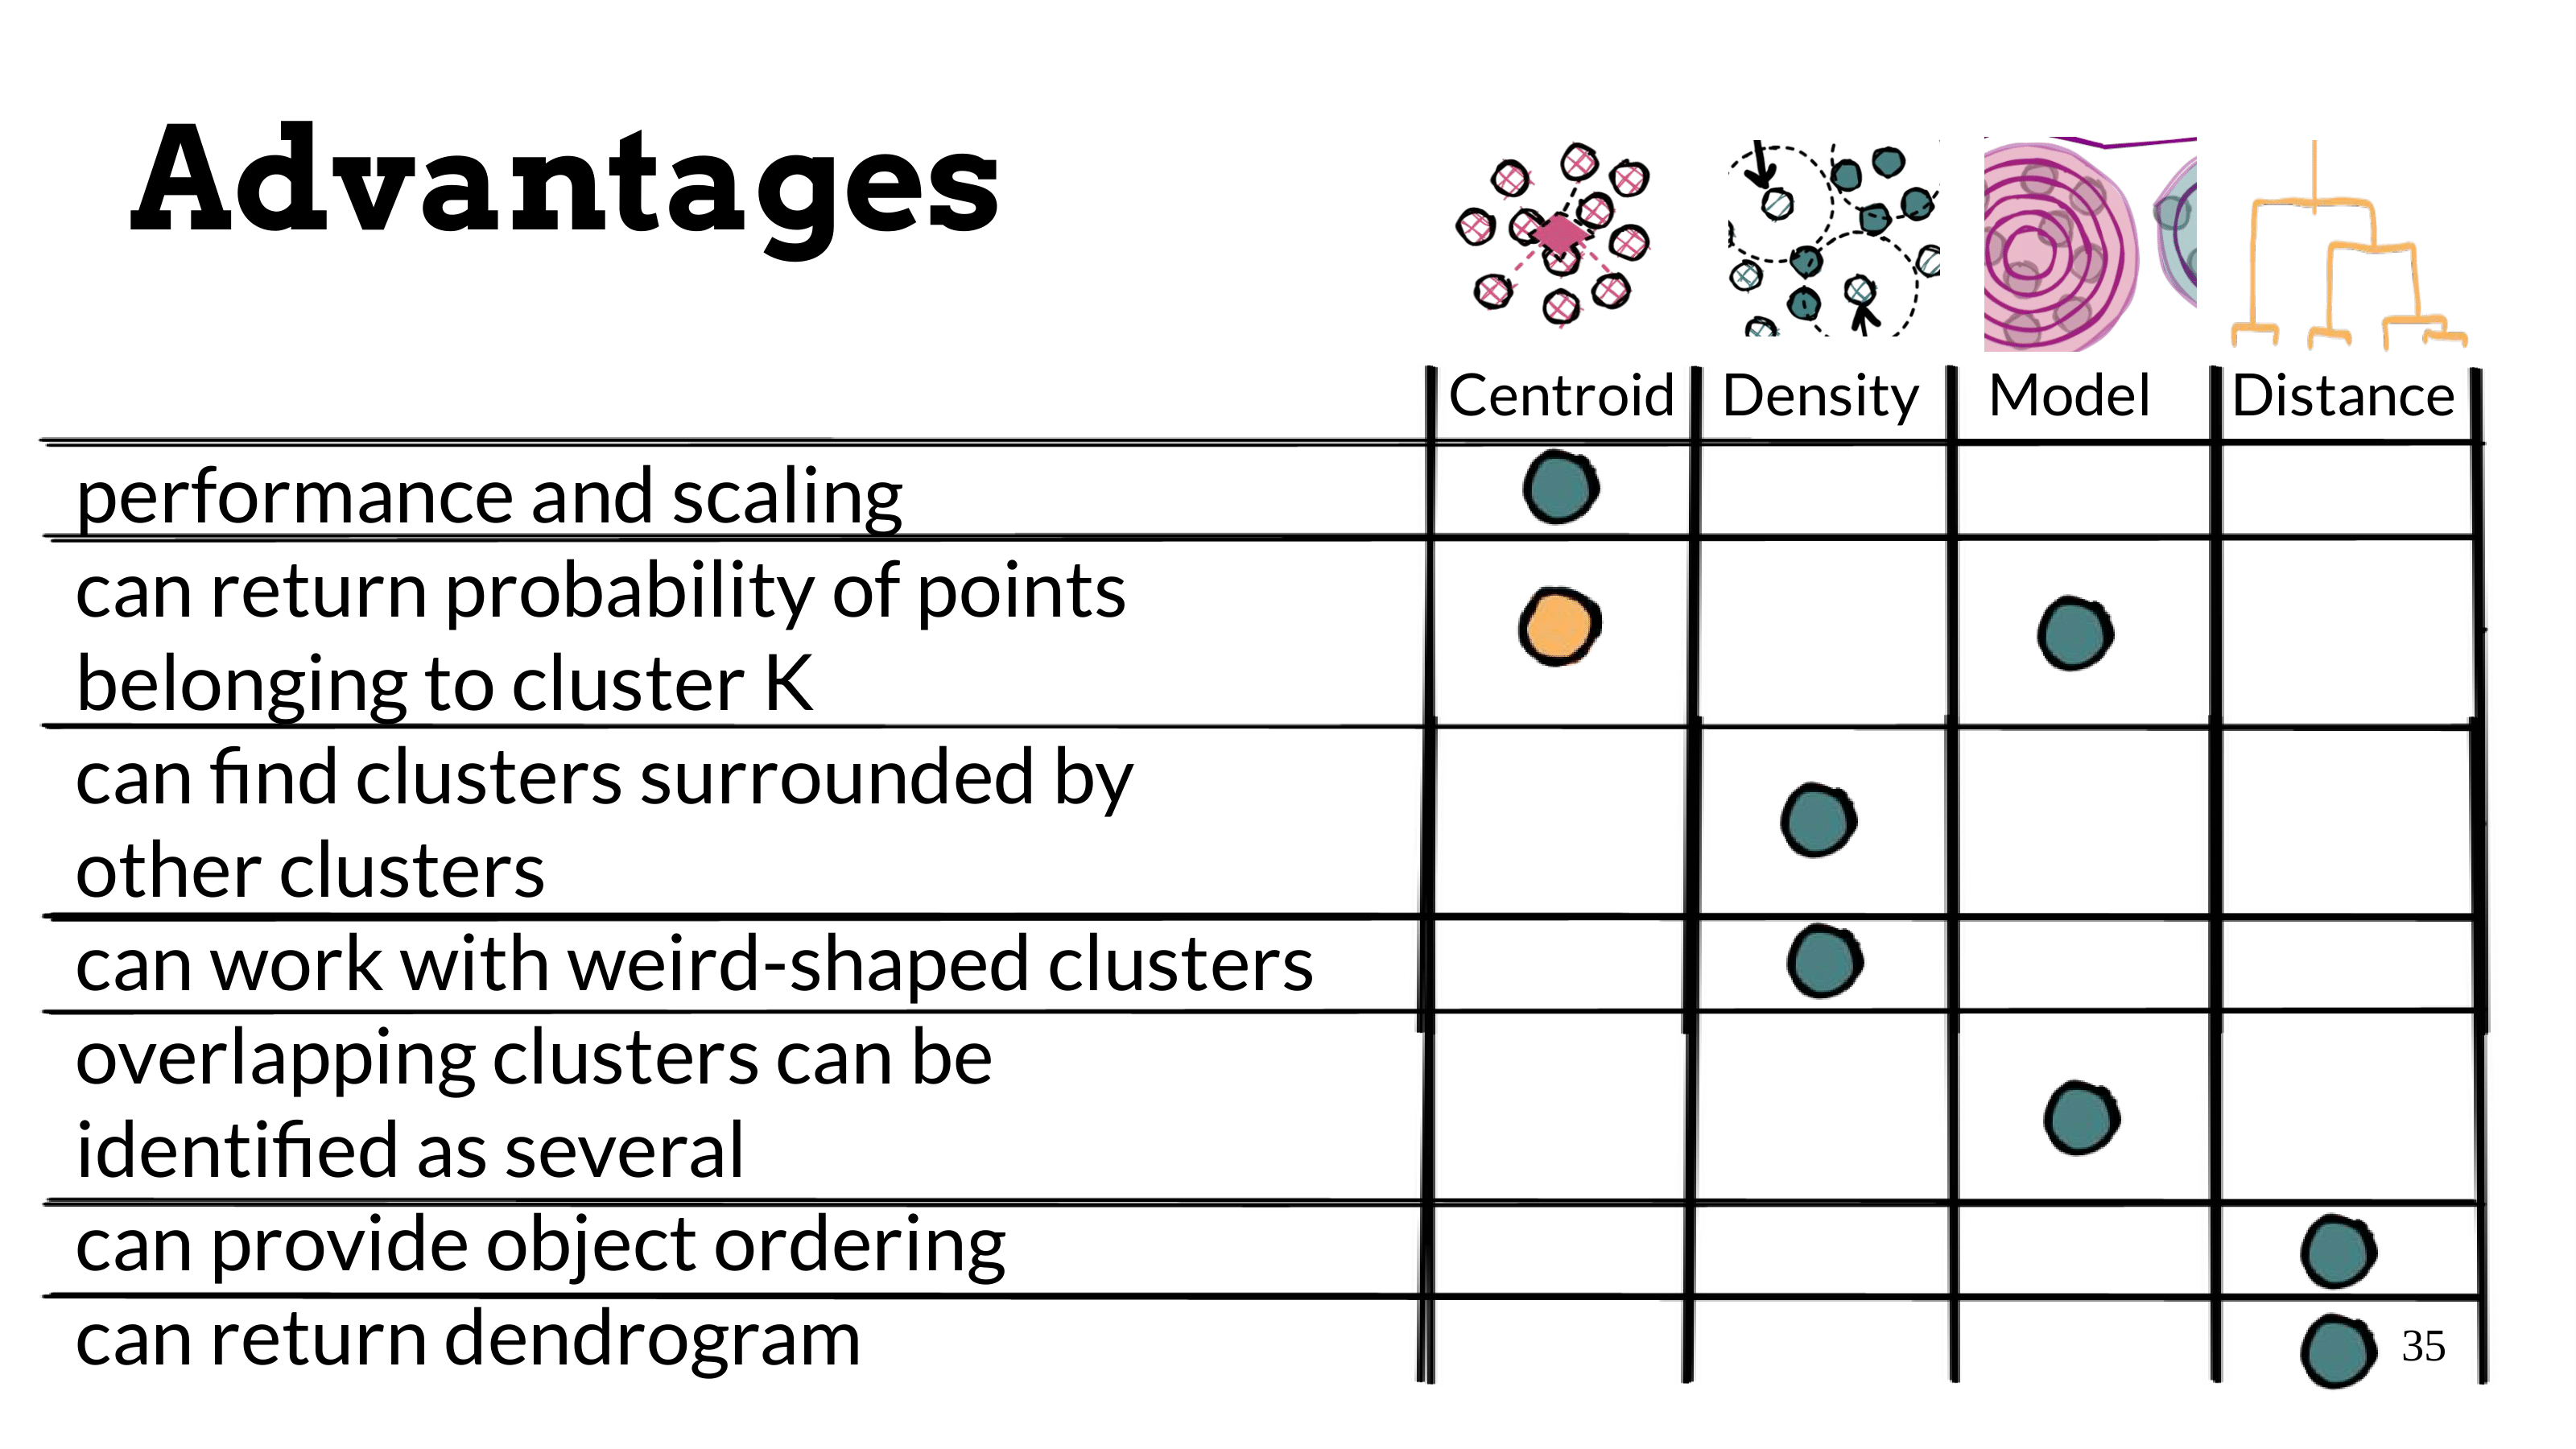 Advantages
Centroid Density Model Distance
performance and scaling
can return probability of points
belonging to cluster K
can find clusters surrounded by
other clusters
can work with weird-shaped clusters
overlapping clusters can be
identified as several
can provide object ordering
can return dendrogram
35